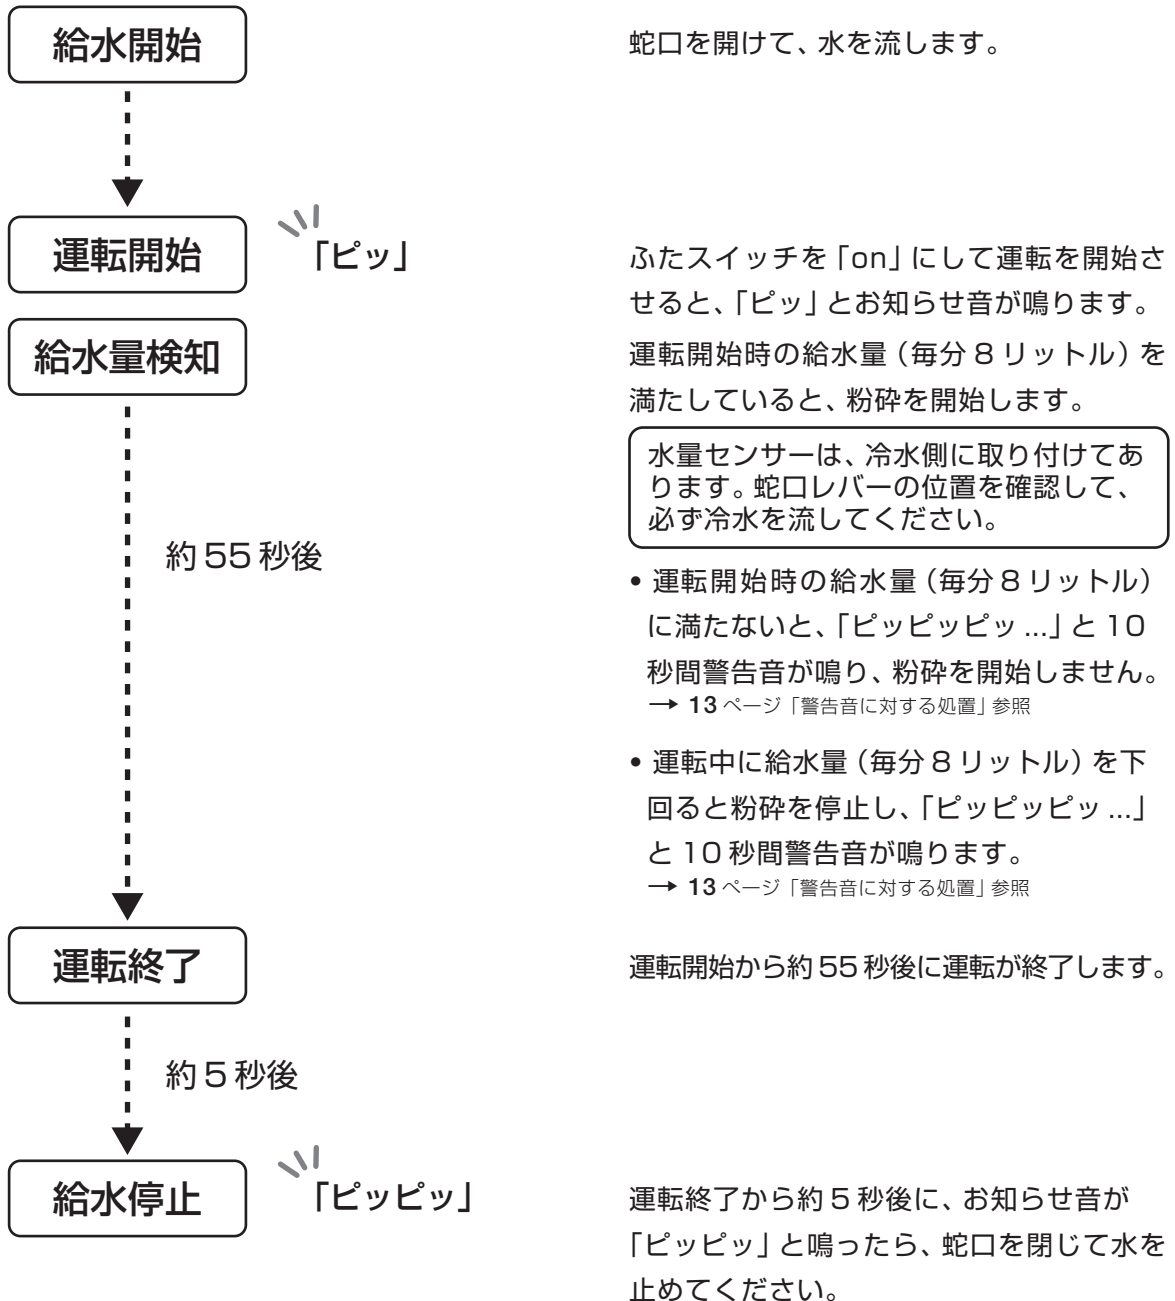 給水開始
蛇口を開けて、水を流します。
運転開始
「ピッ」
ふたスイッチを「on」にして運転を開始さ
せると、「ピッ」とお知らせ音が鳴ります。
給水量検知
運転開始時の給水量（毎分8リットル）を
満たしていると、粉砕を開始します。
水量センサーは、冷水側に取り付けてあ
ります。蛇口レバーの位置を確認して、
必ず冷水を流してください。
約55秒後
• 運転開始時の給水量（毎分8リットル）
に満たないと、「ピッピッピッ...」と10
秒間警告音が鳴り、粉砕を開始しません。
→ 13ページ「警告音に対する処置」参照
• 運転中に給水量（毎分8リットル）を下
回ると粉砕を停止し、「ピッピッピッ...」
と10秒間警告音が鳴ります。
→ 13ページ「警告音に対する処置」参照
運転終了
運転開始から約55秒後に運転が終了します。
約5秒後
給水停止
「ピッピッ」
運転終了から約5秒後に、お知らせ音が
「ピッピッ」と鳴ったら、蛇口を閉じて水を
止めてください。